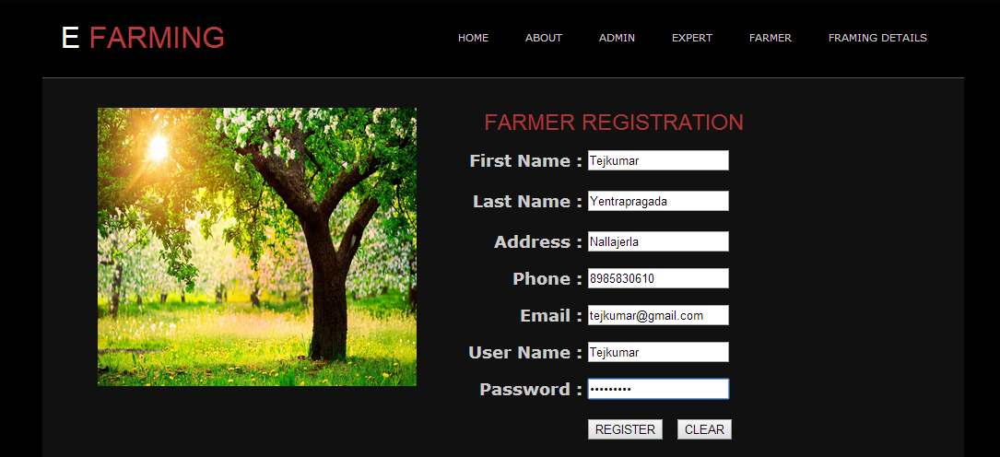 E FARMING
HOME ABOUT ADMIN EXPERT FARMER FRAMING DETAILS
FARMER REGISTRATION
First Name : Tejkumar
Last Name : Yentrapragada
Address : Nallajerla
Phone : 8985830610
Email : tejkumar@gmail.com
User Name : Tejkumar
Password : •••••••••
REGISTER CLEAR